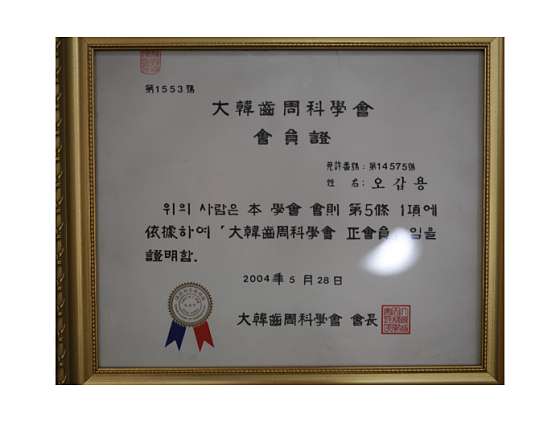 第1553號
大韓齒周科學會
會員證
免許番號 : 第14575號
姓 名 : 오갑용
위의 사람은 本 學會 會則 第5條 1項에
依據하여 「大韓齒周科學會 正會員 임을
證明함.
2004年 5月 28日
大韓齒周科學會 會長